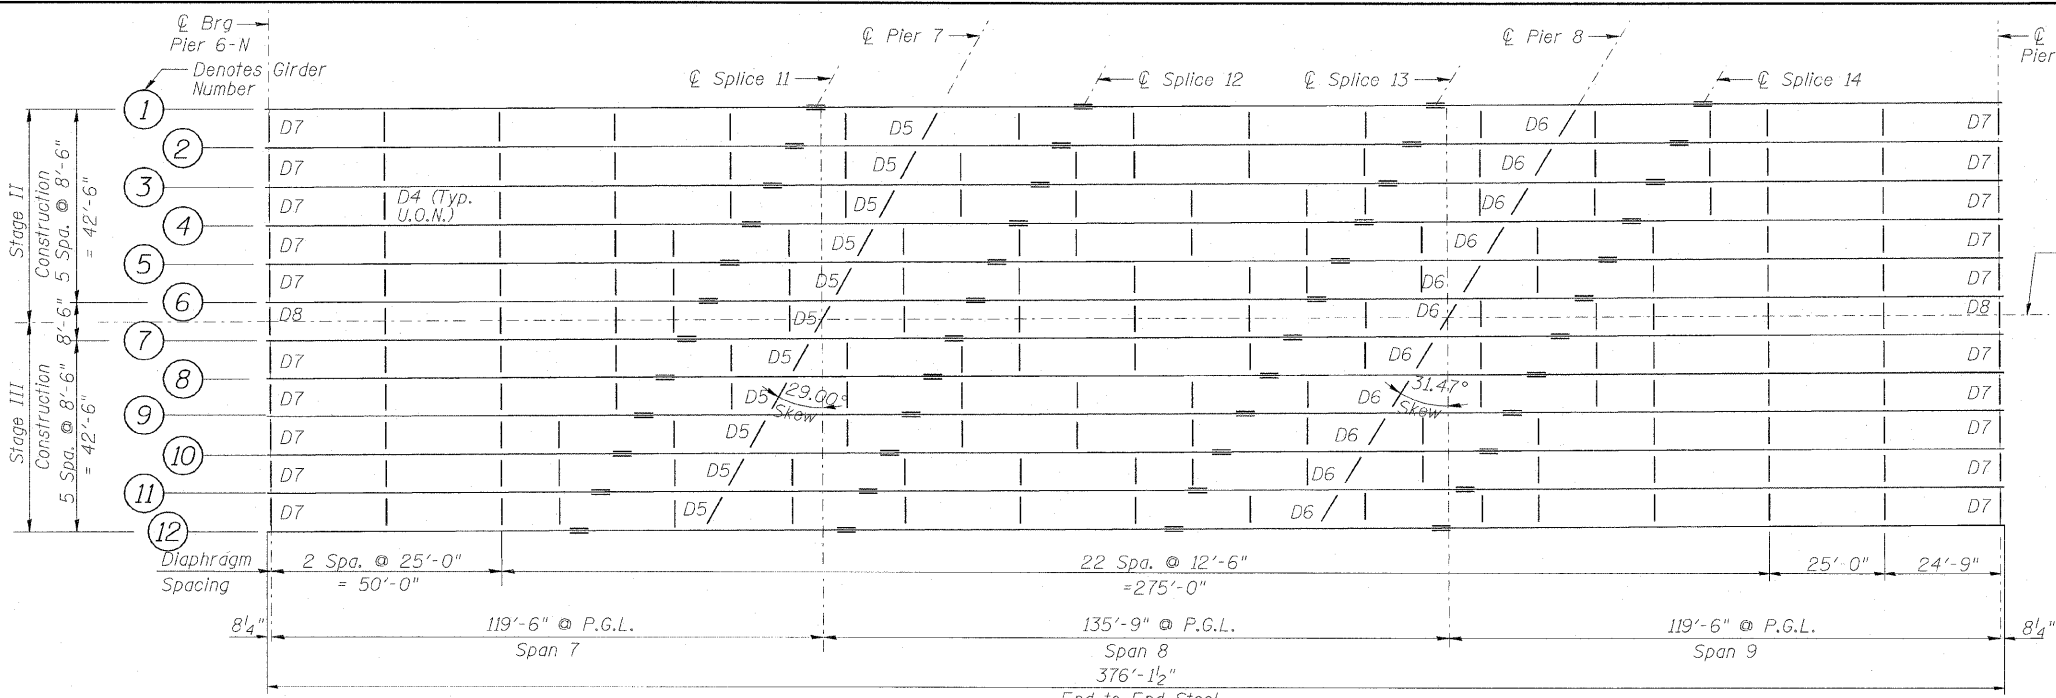 ℄ Brg
Pier 6-N
Denotes Girder
Number
℄ Pier 7
℄ Pier 8
℄
Pier
℄ Splice 11
℄ Splice 12
℄ Splice 13
℄ Splice 14
Stage II
Construction
5 Spa. @ 8'-6"
= 42'-6"
8'-6"
Stage III
Construction
5 Spa. @ 8'-6"
= 42'-6"
1
D7 D5 D6 D7
2
D7 D5 D6 D7
3
D7 D4 (Typ. U.O.N.) D5 D6 D7
4
D7 D5 D6 D7
5
D7 D5 D6 D7
6
D8 D5 D6 D8
7
D7 D5 D6 D7
8
D7 D5 29.00° Skew D6 31.47° Skew D7
9
D7 D5 D6 D7
10
D7 D5 D6 D7
11
D7 D5 D6 D7
12
Diaphragm
Spacing
2 Spa. @ 25'-0"
= 50'-0"
22 Spa. @ 12'-6"
=275'-0"
25'-0"
24'-9"
8¼"
119'-6" @ P.G.L.
Span 7
135'-9" @ P.G.L.
Span 8
119'-6" @ P.G.L.
Span 9
8¼"
376'-1½"
End to End Steel